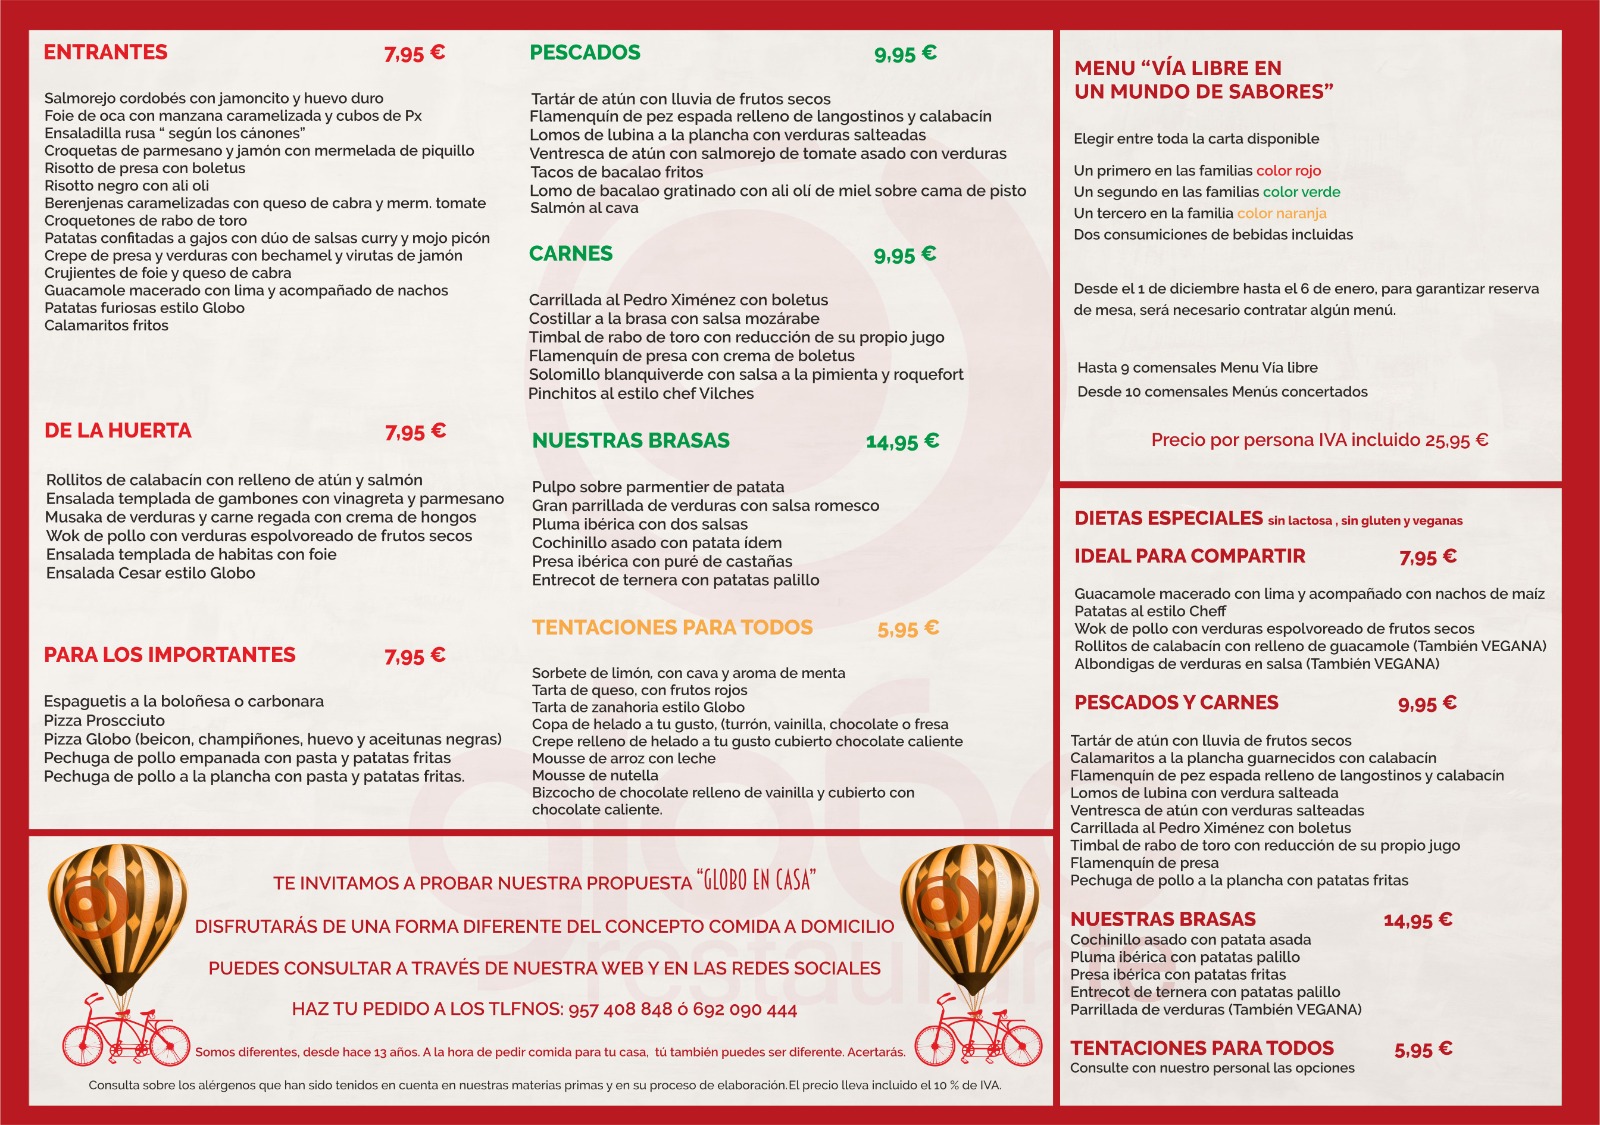 ENTRANTES 7,95 €
Salmorejo cordobés con jamoncito y huevo duro
Foie de oca con manzana caramelizada y cubos de Px
Ensaladilla rusa “ según los cánones”
Croquetas de parmesano y jamón con mermelada de piquillo
Risotto de presa con boletus
Risotto negro con ali oli
Berenjenas caramelizadas con queso de cabra y merm. tomate
Croquetones de rabo de toro
Patatas confitadas a gajos con dúo de salsas curry y mojo picón
Crepe de presa y verduras con bechamel y virutas de jamón
Crujientes de foie y queso de cabra
Guacamole macerado con lima y acompañado de nachos
Patatas furiosas estilo Globo
Calamaritos fritos
DE LA HUERTA 7,95 €
Rollitos de calabacín con relleno de atún y salmón
Ensalada templada de gambones con vinagreta y parmesano
Musaka de verduras y carne regada con crema de hongos
Wok de pollo con verduras espolvoreado de frutos secos
Ensalada templada de habitas con foie
Ensalada Cesar estilo Globo
PARA LOS IMPORTANTES 7,95 €
Espaguetis a la boloñesa o carbonara
Pizza Proscciuto
Pizza Globo (beicon, champiñones, huevo y aceitunas negras)
Pechuga de pollo empanada con pasta y patatas fritas
Pechuga de pollo a la plancha con pasta y patatas fritas.
PESCADOS 9,95 €
Tartár de atún con lluvia de frutos secos
Flamenquín de pez espada relleno de langostinos y calabacín
Lomos de lubina a la plancha con verduras salteadas
Ventresca de atún con salmorejo de tomate asado con verduras
Tacos de bacalao fritos
Lomo de bacalao gratinado con ali olí de miel sobre cama de pisto
Salmón al cava
CARNES 9,95 €
Carrillada al Pedro Ximénez con boletus
Costillar a la brasa con salsa mozárabe
Timbal de rabo de toro con reducción de su propio jugo
Flamenquín de presa con crema de boletus
Solomillo blanquiverde con salsa a la pimienta y roquefort
Pinchitos al estilo chef Vilches
NUESTRAS BRASAS 14,95 €
Pulpo sobre parmentier de patata
Gran parrillada de verduras con salsa romesco
Pluma ibérica con dos salsas
Cochinillo asado con patata ídem
Presa ibérica con puré de castañas
Entrecot de ternera con patatas palillo
TENTACIONES PARA TODOS 5,95 €
Sorbete de limón, con cava y aroma de menta
Tarta de queso, con frutos rojos
Tarta de zanahoria estilo Globo
Copa de helado a tu gusto, (turrón, vainilla, chocolate o fresa
Crepe relleno de helado a tu gusto cubierto chocolate caliente
Mousse de arroz con leche
Mousse de nutella
Bizcocho de chocolate relleno de vainilla y cubierto con
chocolate caliente.
globo
restaurante
TE INVITAMOS A PROBAR NUESTRA PROPUESTA “GLOBO EN CASA”
DISFRUTARÁS DE UNA FORMA DIFERENTE DEL CONCEPTO COMIDA A DOMICILIO
PUEDES CONSULTAR A TRAVÉS DE NUESTRA WEB Y EN LAS REDES SOCIALES
HAZ TU PEDIDO A LOS TLFNOS: 957 408 848 ó 692 090 444
Somos diferentes, desde hace 13 años. A la hora de pedir comida para tu casa, tú también puedes ser diferente. Acertarás.
Consulta sobre los alérgenos que han sido tenidos en cuenta en nuestras materias primas y en su proceso de elaboración.El precio lleva incluido el 10 % de IVA.
MENU “VÍA LIBRE EN
UN MUNDO DE SABORES”
Elegir entre toda la carta disponible
Un primero en las familias color rojo
Un segundo en las familias color verde
Un tercero en la familia color naranja
Dos consumiciones de bebidas incluidas
Desde el 1 de diciembre hasta el 6 de enero, para garantizar reserva
de mesa, será necesario contratar algún menú.
Hasta 9 comensales Menu Vía libre
Desde 10 comensales Menús concertados
Precio por persona IVA incluido 25,95 €
DIETAS ESPECIALES sin lactosa , sin gluten y veganas
IDEAL PARA COMPARTIR 7,95 €
Guacamole macerado con lima y acompañado con nachos de maíz
Patatas al estilo Cheff
Wok de pollo con verduras espolvoreado de frutos secos
Rollitos de calabacín con relleno de guacamole (También VEGANA)
Albondigas de verduras en salsa (También VEGANA)
PESCADOS Y CARNES 9,95 €
Tartár de atún con lluvia de frutos secos
Calamaritos a la plancha guarnecidos con calabacín
Flamenquín de pez espada relleno de langostinos y calabacín
Lomos de lubina con verdura salteada
Ventresca de atún con verduras salteadas
Carrillada al Pedro Ximénez con boletus
Timbal de rabo de toro con reducción de su propio jugo
Flamenquín de presa
Pechuga de pollo a la plancha con patatas fritas
NUESTRAS BRASAS 14,95 €
Cochinillo asado con patata asada
Pluma ibérica con patatas palillo
Presa ibérica con patatas fritas
Entrecot de ternera con patatas palillo
Parrillada de verduras (También VEGANA)
TENTACIONES PARA TODOS 5,95 €
Consulte con nuestro personal las opciones